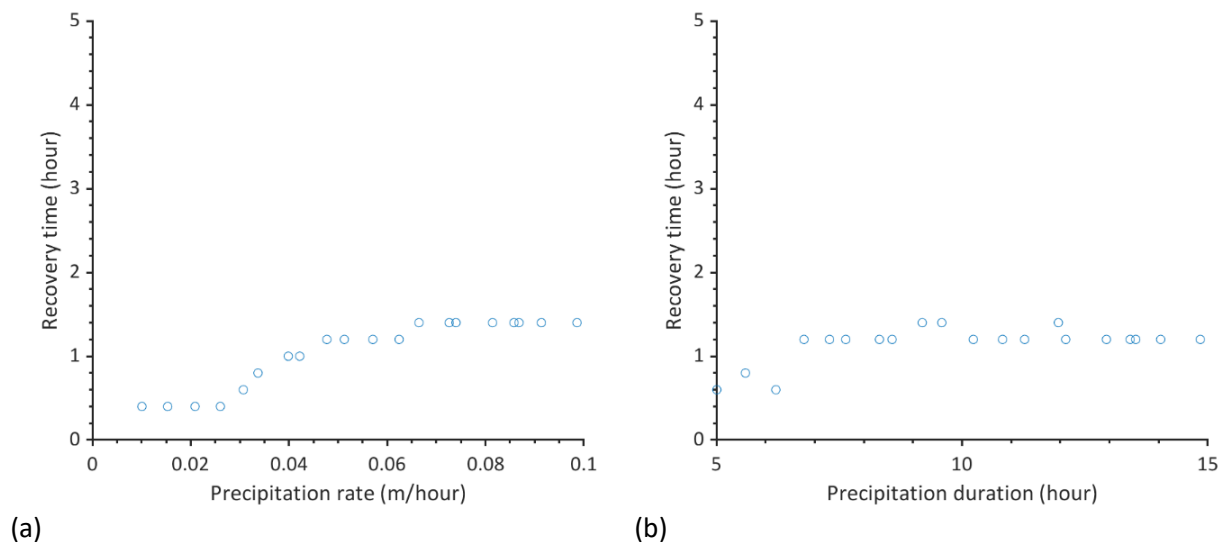 5
4
3
2
1
0
Recovery time (hour)
0 0.02 0.04 0.06 0.08 0.1
Precipitation rate (m/hour)
(a)
5
4
3
2
1
0
Recovery time (hour)
5 10 15
Precipitation duration (hour)
(b)